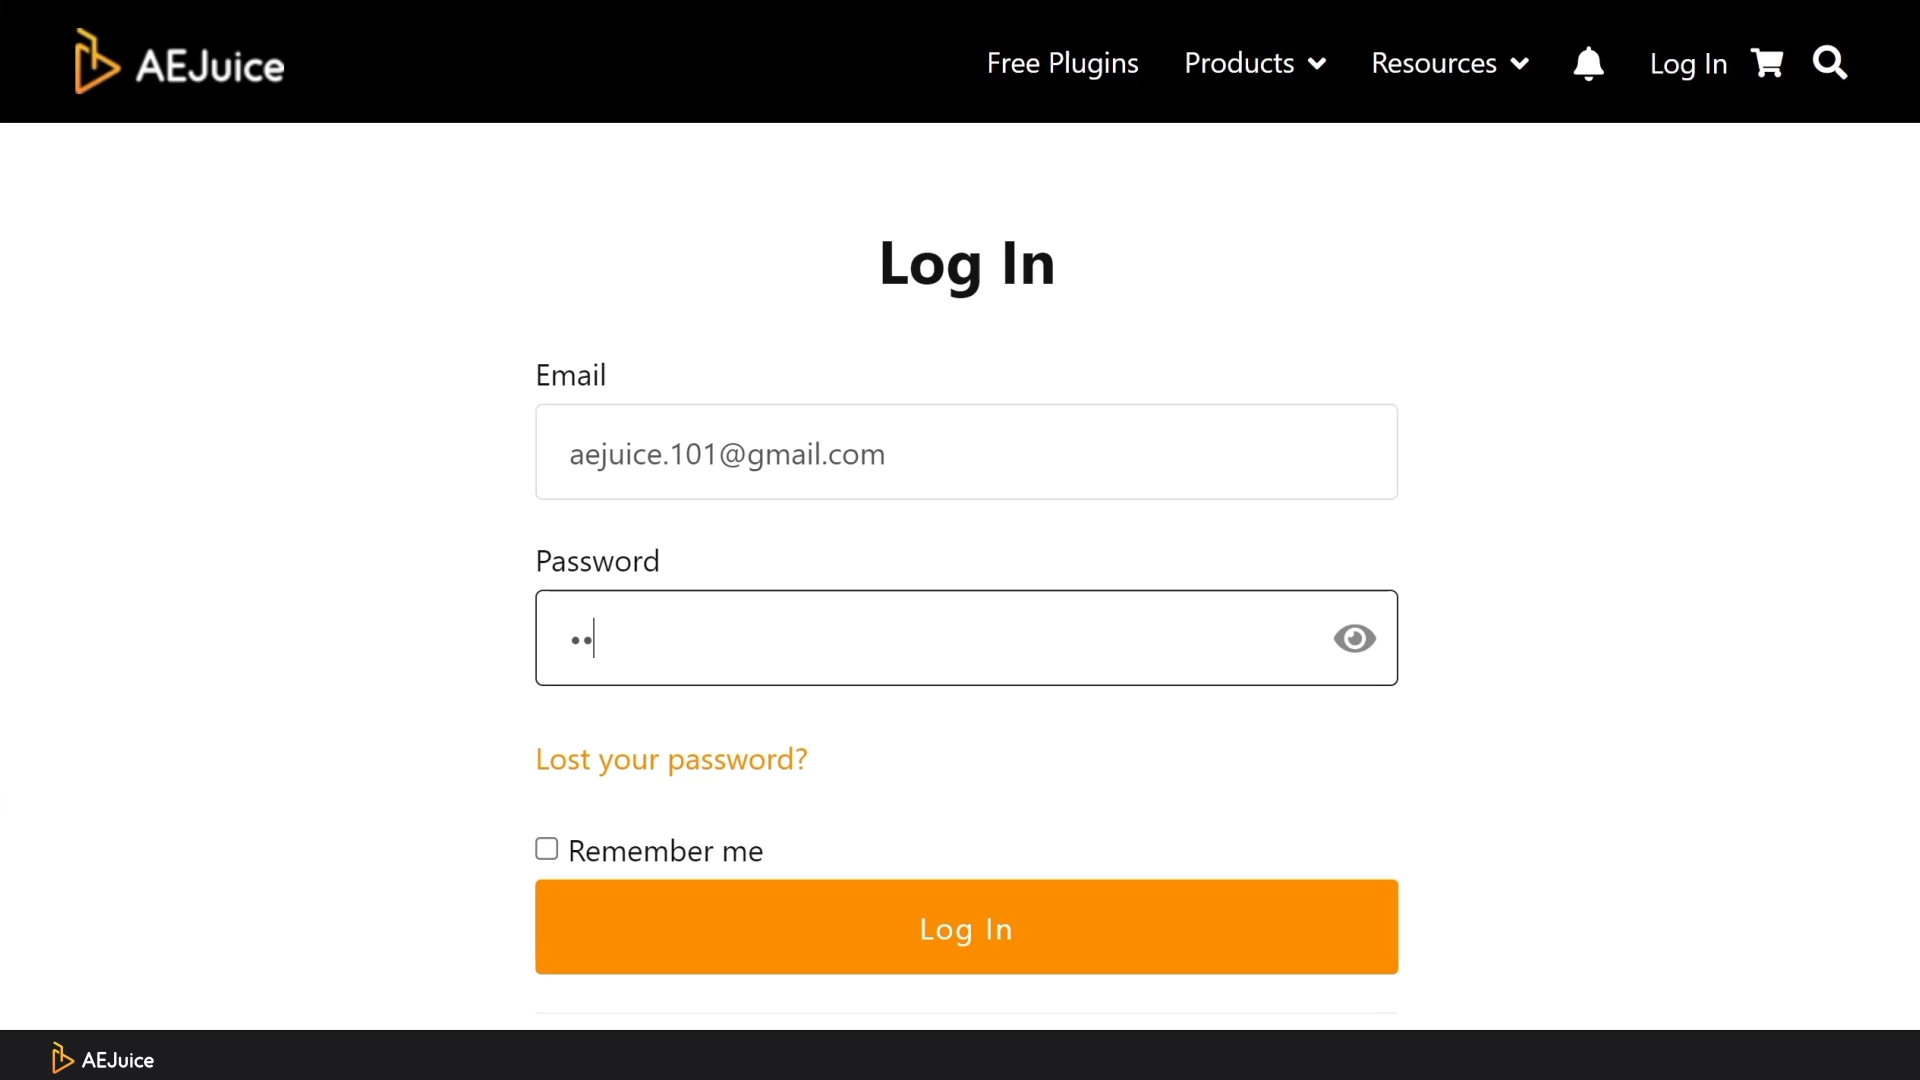 AEJuice
Free Plugins Products Resources Log In
Log In
Email
aejuice.101@gmail.com
Password
••
Lost your password?
Remember me
Log In
AEJuice